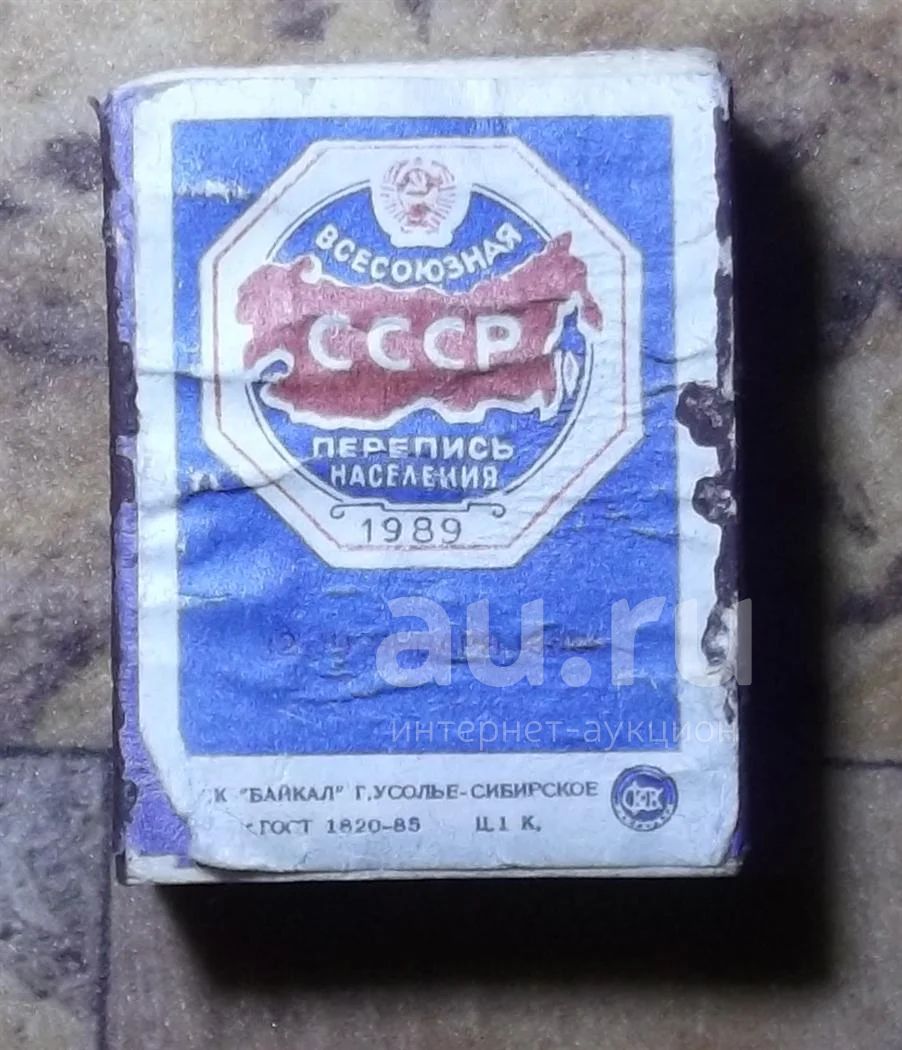 ВСЕСОЮЗНАЯ
СССР
ПЕРЕПИСЬ
НАСЕЛЕНИЯ
1989
au.ru
интернет-аукцион
"БАЙКАЛ" Г.УСОЛЬЕ-СИБИРСКОЕ
ГОСТ 1820-85 Ц.1 К.